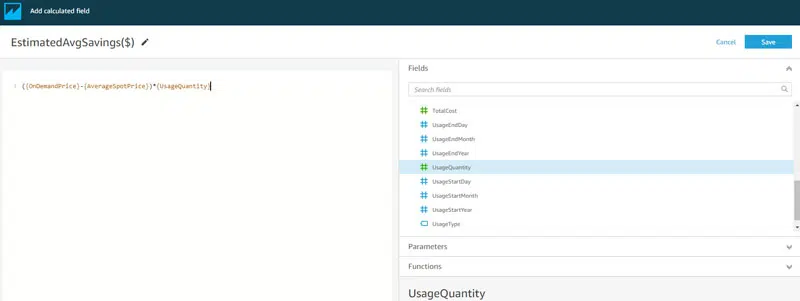 Add calculated field
EstimatedAvgSavings($)
Cancel
Save
1 ({OnDemandPrice}-{AverageSpotPrice})*{UsageQuantity}
Fields
Search fields
TotalCost
UsageEndDay
UsageEndMonth
UsageEndYear
UsageQuantity
UsageStartDay
UsageStartMonth
UsageStartYear
UsageType
Parameters
Functions
UsageQuantity